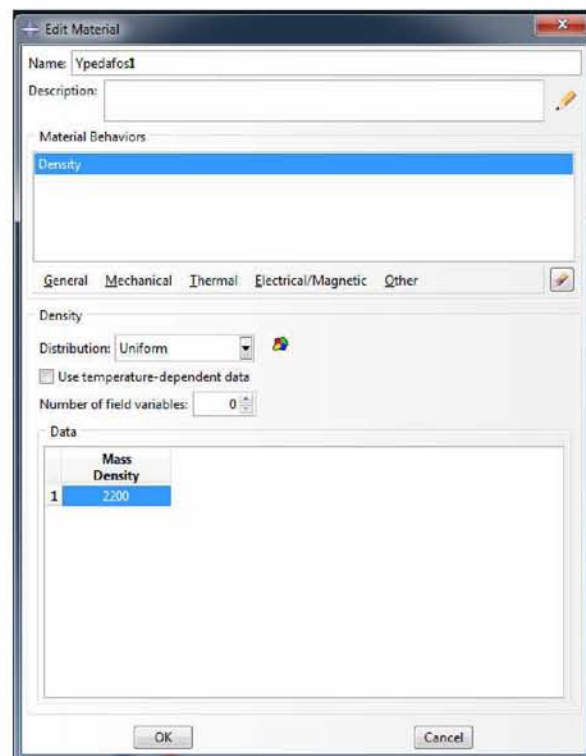 Edit Material
Name: Ypedafos1
Description:
Material Behaviors
Density
General Mechanical Thermal Electrical/Magnetic Other
Density
Distribution: Uniform
Use temperature-dependent data
Number of field variables: 0
Data
Mass
Density
1 2200
OK Cancel